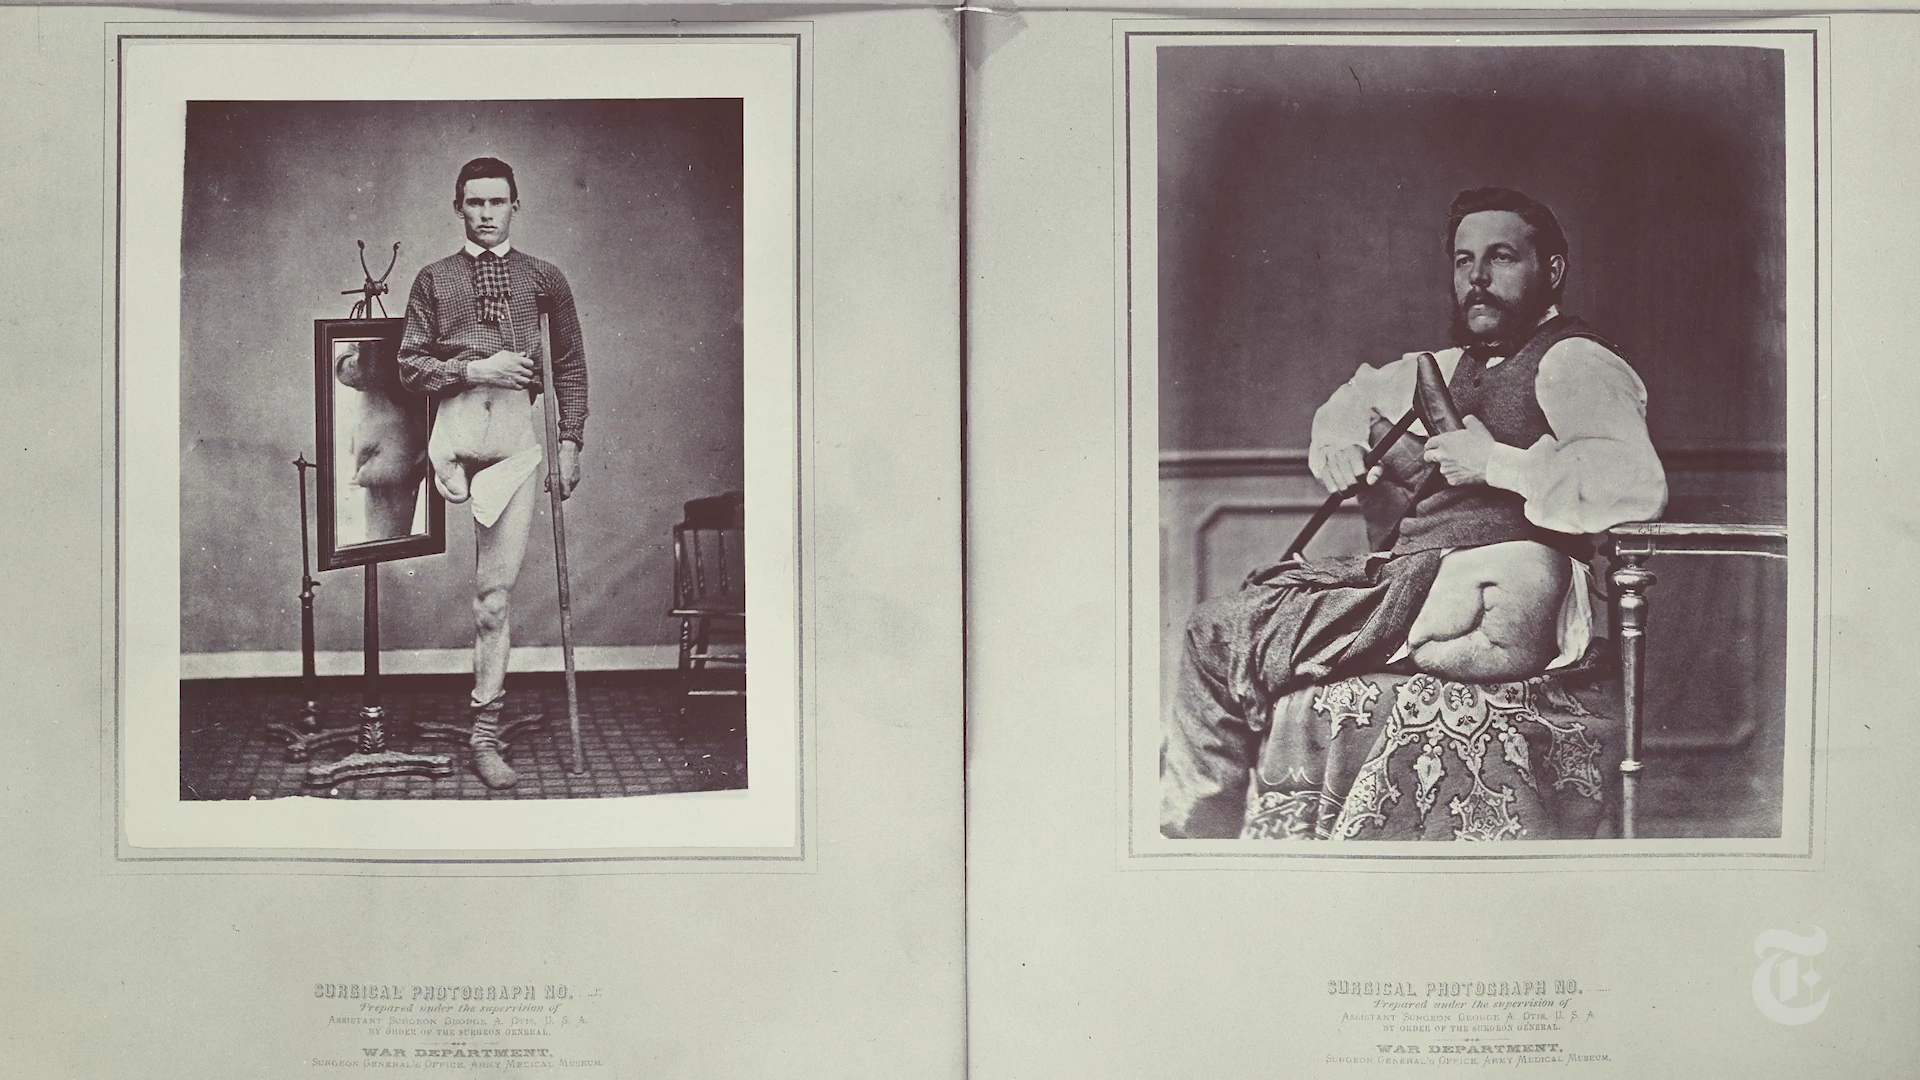 SURGICAL PHOTOGRAPH NO.
Prepared under the supervision of
ASSISTANT SURGEON GEORGE A. OTIS, U. S. A.
BY ORDER OF THE SURGEON GENERAL.
WAR DEPARTMENT,
SURGEON GENERAL'S OFFICE, ARMY MEDICAL MUSEUM.
247
SURGICAL PHOTOGRAPH NO.
Prepared under the supervision of
ASSISTANT SURGEON GEORGE A. OTIS, U. S. A.
BY ORDER OF THE SURGEON GENERAL.
WAR DEPARTMENT,
SURGEON GENERAL'S OFFICE, ARMY MEDICAL MUSEUM.
T